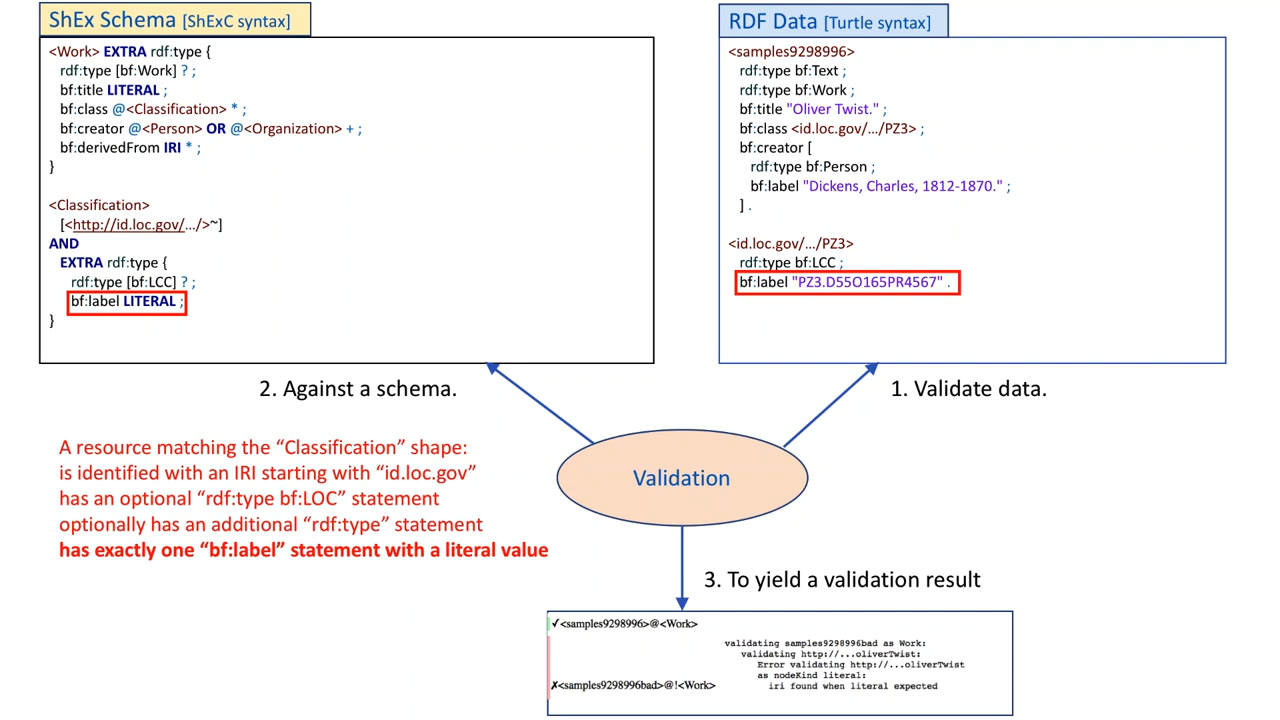 ShEx Schema [ShExC syntax]
<Work> EXTRA rdf:type {
rdf:type [bf:Work] ? ;
bf:title LITERAL ;
bf:class @<Classification> * ;
bf:creator @<Person> OR @<Organization> + ;
bf:derivedFrom IRI * ;
}
<Classification>
[<http://id.loc.gov/.../>~]
AND
EXTRA rdf:type {
rdf:type [bf:LCC] ? ;
bf:label LITERAL ;
}
RDF Data [Turtle syntax]
<samples9298996>
rdf:type bf:Text ;
rdf:type bf:Work ;
bf:title "Oliver Twist." ;
bf:class <id.loc.gov/.../PZ3> ;
bf:creator [
rdf:type bf:Person ;
bf:label "Dickens, Charles, 1812-1870." ;
] .
<id.loc.gov/.../PZ3>
rdf:type bf:LCC ;
bf:label "PZ3.D55O165PR4567" .
2. Against a schema.
1. Validate data.
A resource matching the “Classification” shape:
is identified with an IRI starting with “id.loc.gov”
has an optional “rdf:type bf:LOC” statement
optionally has an additional “rdf:type” statement
has exactly one “bf:label” statement with a literal value
Validation
3. To yield a validation result
✓<samples9298996>@<Work>
validating samples9298996bad as Work:
validating http://...oliverTwist:
Error validating http://...oliverTwist
as nodeKind literal:
iri found when literal expected
✗<samples9298996bad>@!<Work>